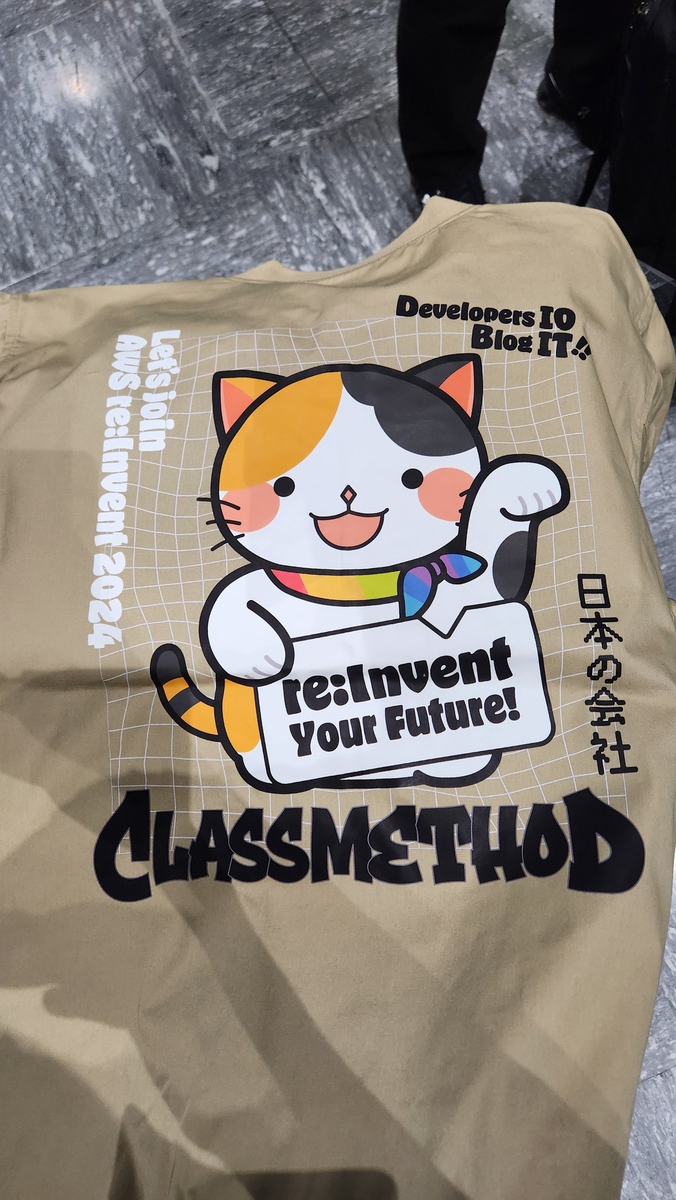 Developers IO
Blog IT!!
Let's join
AWS re:Invent 2024
re:Invent
Your Future!
日本の会社
CLASSMETHOD